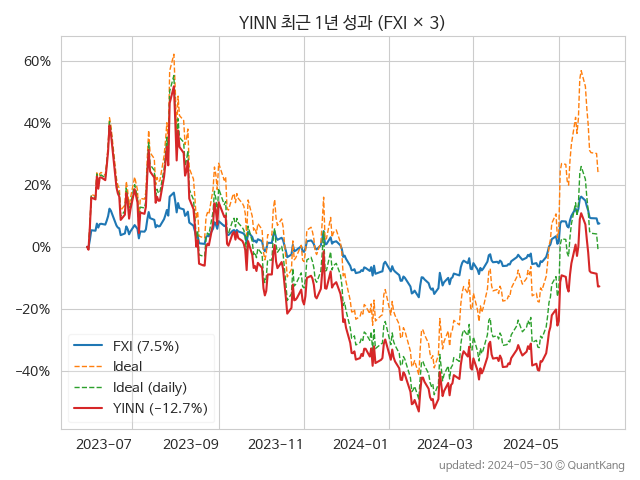 YINN 최근 1년 성과 (FXI × 3)
60%
40%
20%
0%
−20%
−40%
FXI (7.5%)
Ideal
Ideal (daily)
YINN (−12.7%)
2023-07 2023-09 2023-11 2024-01 2024-03 2024-05
updated: 2024-05-30 © QuantKang